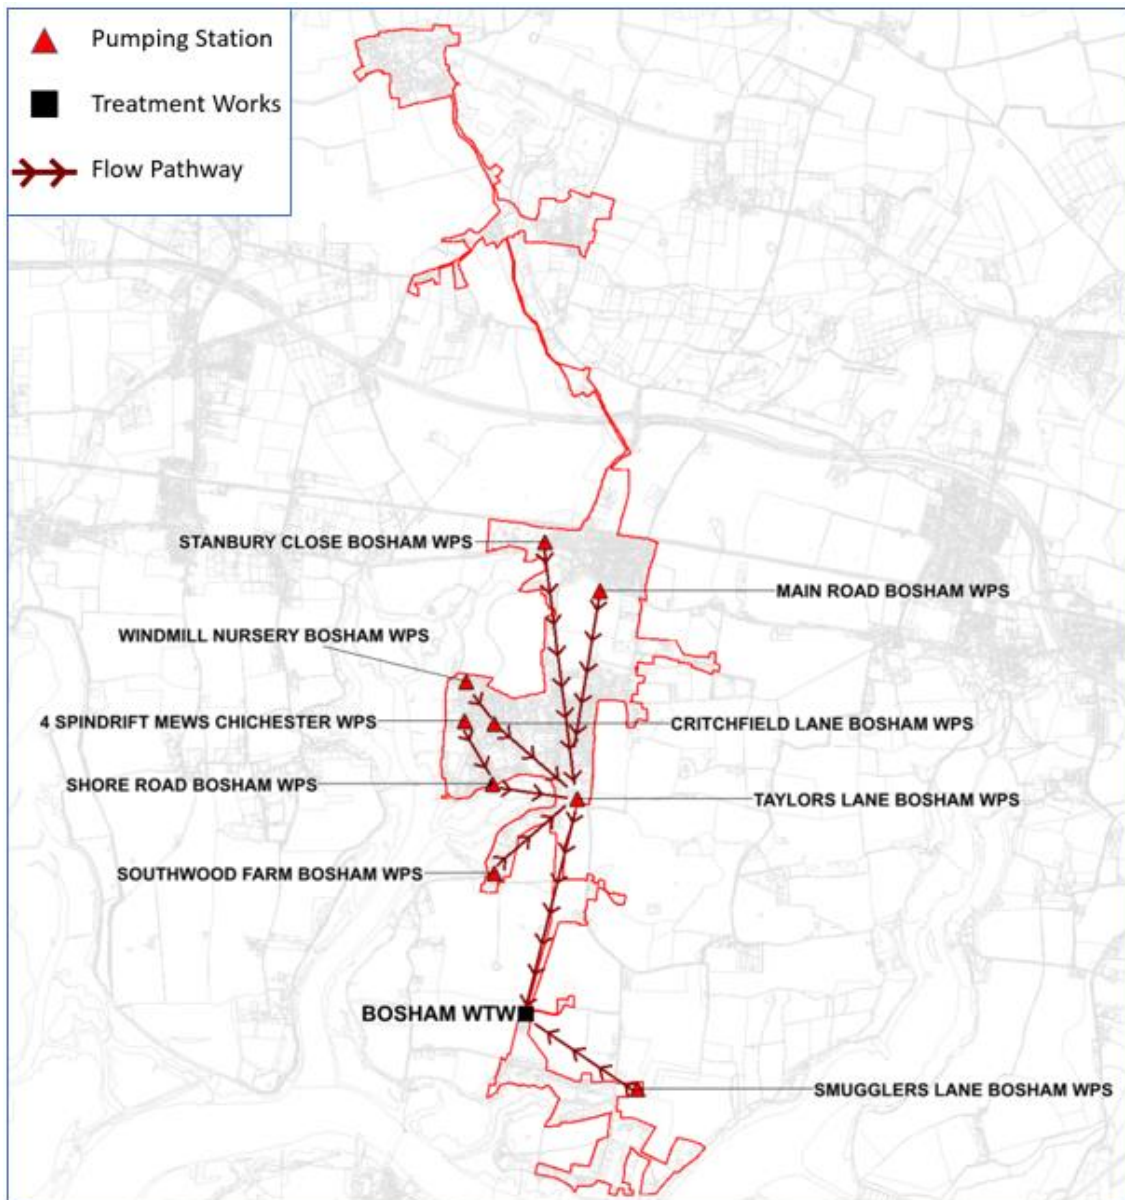 Pumping Station
Treatment Works
Flow Pathway
STANBURY CLOSE BOSHAM WPS
MAIN ROAD BOSHAM WPS
WINDMILL NURSERY BOSHAM WPS
4 SPINDRIFT MEWS CHICHESTER WPS
CRITCHFIELD LANE BOSHAM WPS
SHORE ROAD BOSHAM WPS
TAYLORS LANE BOSHAM WPS
SOUTHWOOD FARM BOSHAM WPS
BOSHAM WTW
SMUGGLERS LANE BOSHAM WPS